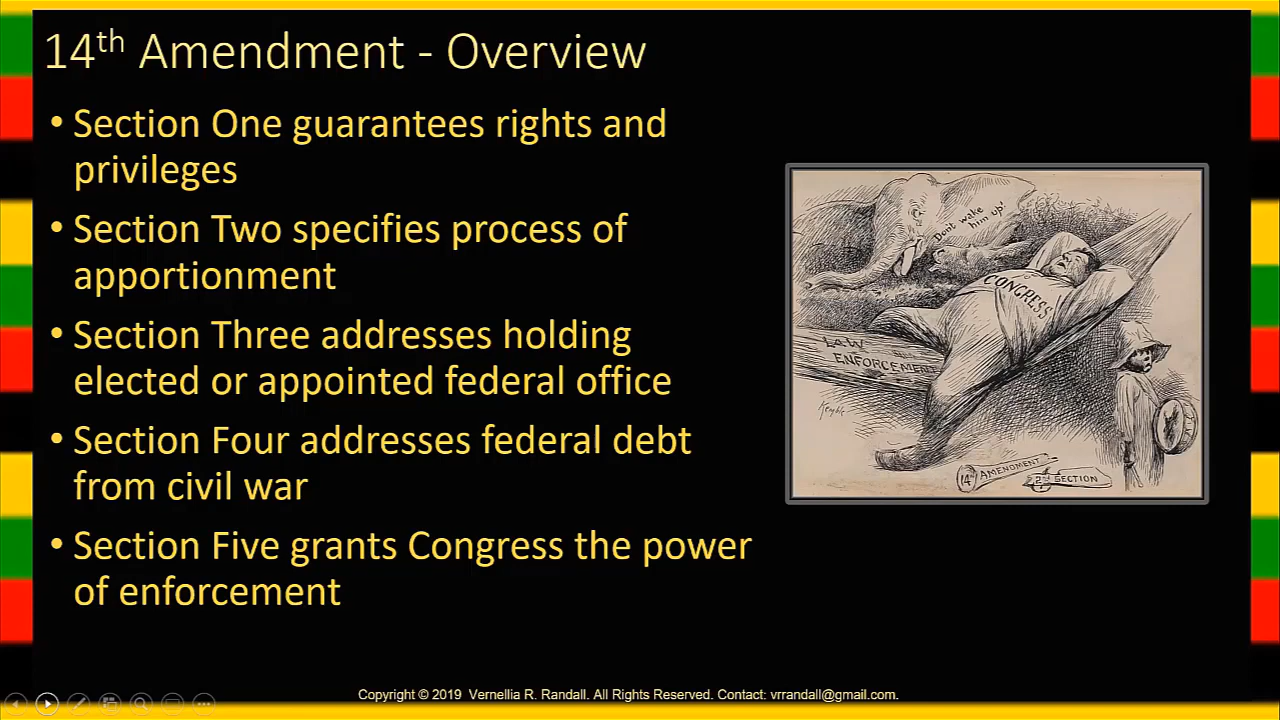 14th Amendment - Overview
• Section One guarantees rights and
privileges
• Section Two specifies process of
apportionment
• Section Three addresses holding
elected or appointed federal office
• Section Four addresses federal debt
from civil war
• Section Five grants Congress the power
of enforcement
Don't wake
him up!
CONGRESS
LAW
ENFORCEMENT
Kemble
14TH AMENDMENT
2ND SECTION
Copyright © 2019 Vernellia R. Randall. All Rights Reserved. Contact: vrrandall@gmail.com.